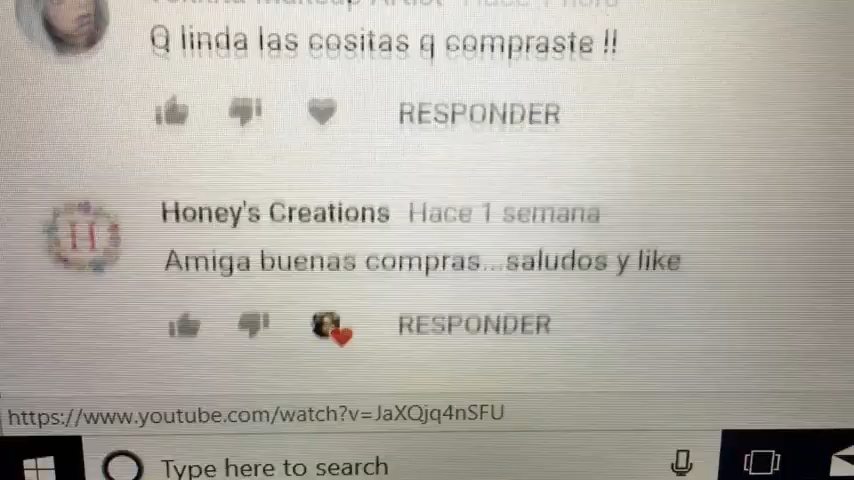 Q linda las cositas q compraste !!
RESPONDER
Honey's Creations Hace 1 semana
H
Amiga buenas compras...saludos y like
RESPONDER
https://www.youtube.com/watch?v=JaXQjq4nSFU
Type here to search